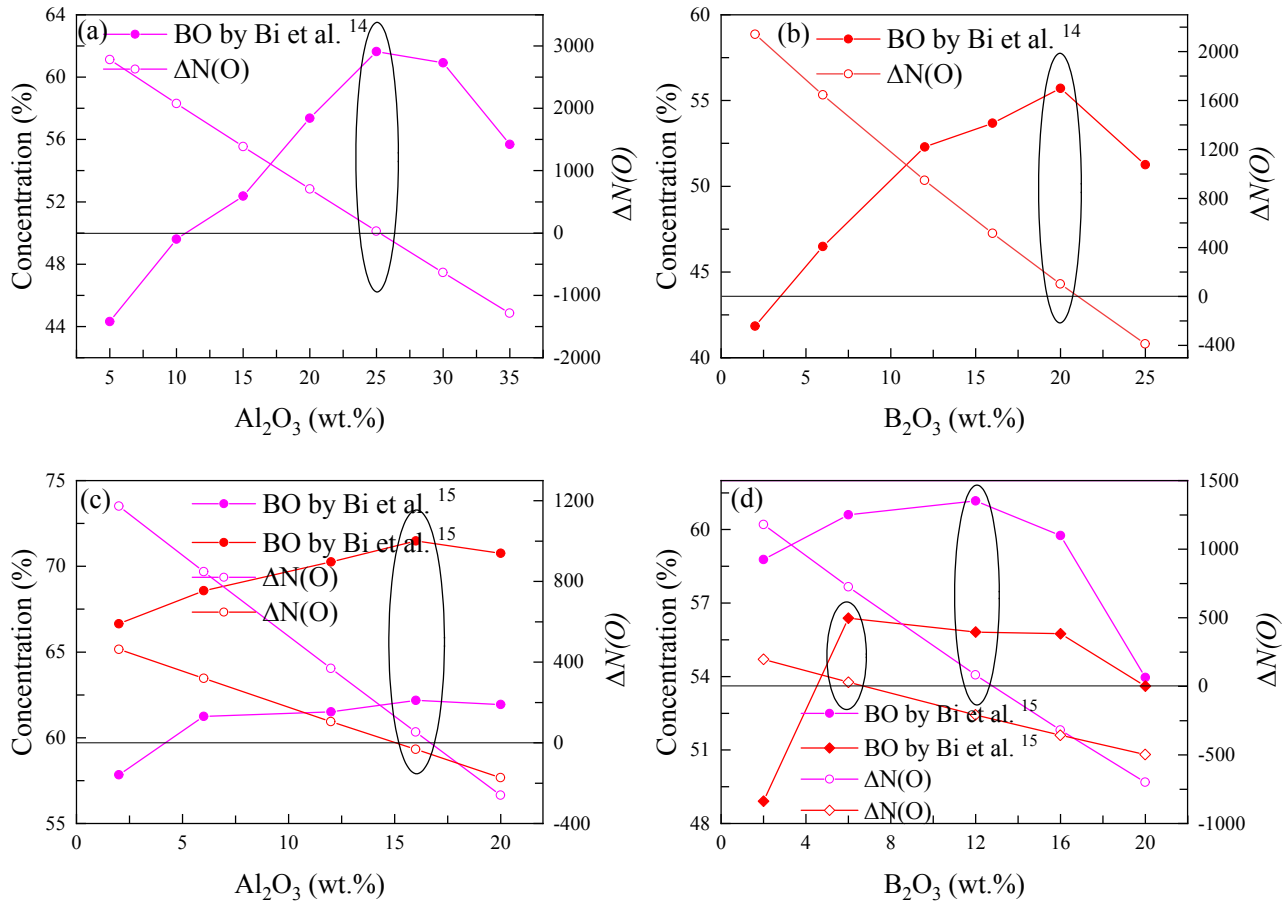 (a)
BO by Bi et al. 14
ΔN(O)
Concentration (%)
64
60
56
52
48
44
3000
2000
1000
0
-1000
-2000
ΔN(O)
5 10 15 20 25 30 35
Al2O3 (wt.%)
(b)
BO by Bi et al. 14
ΔN(O)
Concentration (%)
60
55
50
45
40
2000
1600
1200
800
400
0
-400
ΔN(O)
0 5 10 15 20 25
B2O3 (wt.%)
(c)
BO by Bi et al. 15
BO by Bi et al. 15
ΔN(O)
ΔN(O)
Concentration (%)
75
70
65
60
55
1200
800
400
0
-400
ΔN(O)
0 5 10 15 20
Al2O3 (wt.%)
(d)
BO by Bi et al. 15
BO by Bi et al. 15
ΔN(O)
ΔN(O)
Concentration (%)
60
57
54
51
48
1500
1000
500
0
-500
-1000
ΔN(O)
0 4 8 12 16 20
B2O3 (wt.%)